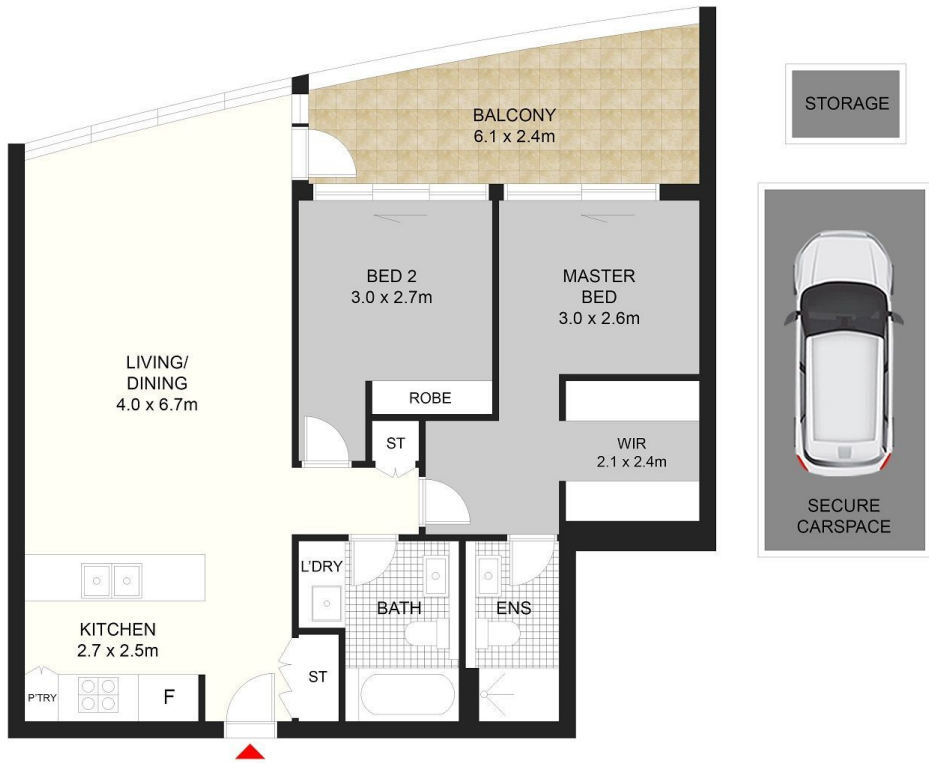 BALCONY
6.1 x 2.4m
STORAGE
BED 2
3.0 x 2.7m
MASTER
BED
3.0 x 2.6m
LIVING/
DINING
4.0 x 6.7m
ROBE
ST
WIR
2.1 x 2.4m
SECURE
CARSPACE
L'DRY
BATH
ENS
KITCHEN
2.7 x 2.5m
P'TRY
F
ST